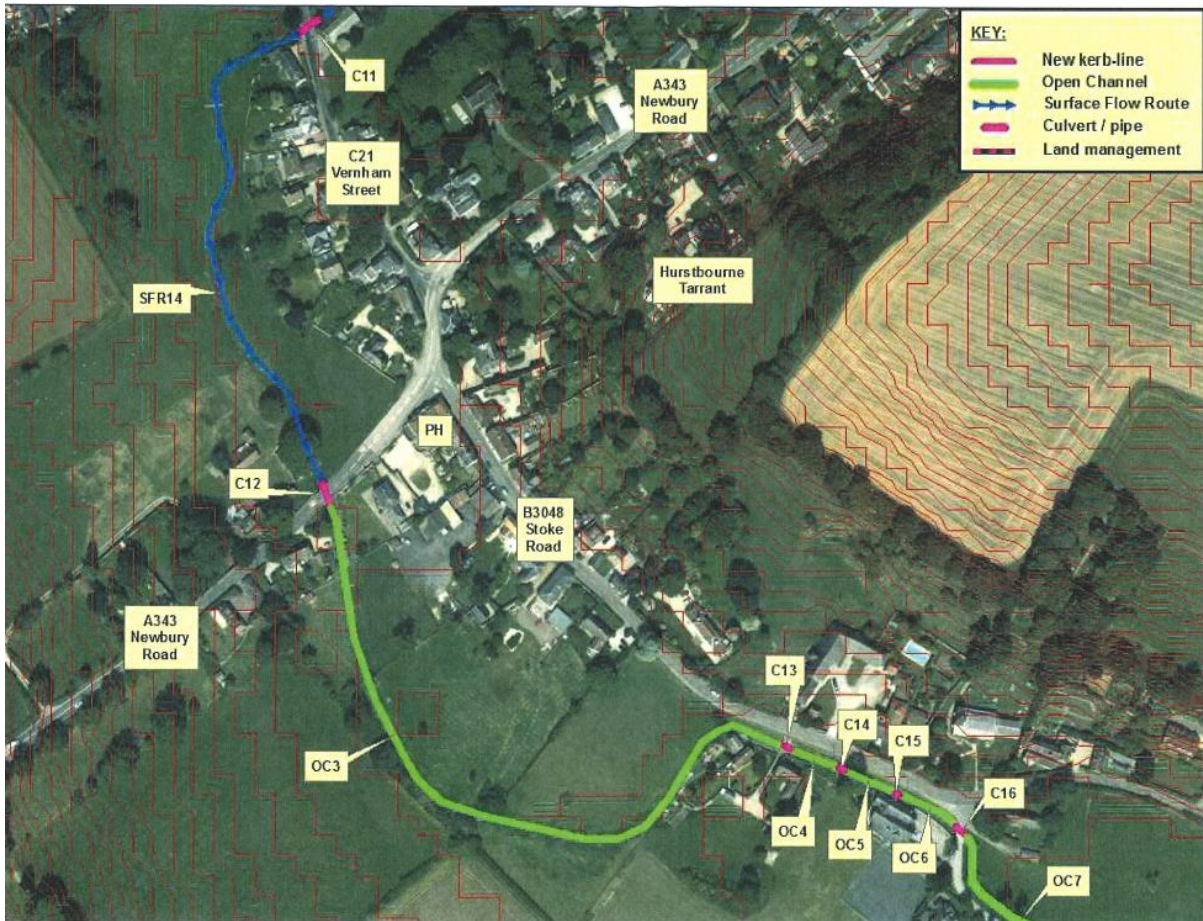 KEY:
New kerb-line
Open Channel
Surface Flow Route
Culvert / pipe
Land management
C11
A343
Newbury
Road
C21
Vernham
Street
SFR14
Hurstbourne
Tarrant
PH
C12
B3048
Stoke
Road
A343
Newbury
Road
C13
C14
C15
C16
OC3
OC4
OC5
OC6
OC7